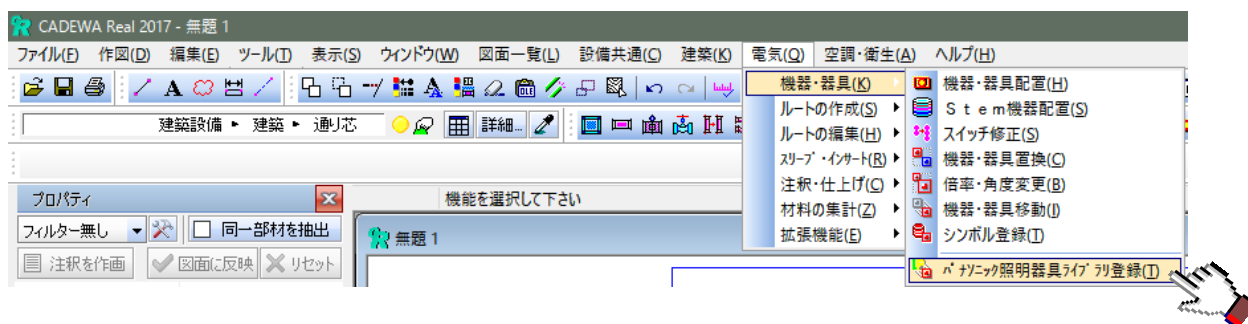 CADEWA Real 2017 - 無題 1
ファイル(F) 作図(D) 編集(E) ツール(T) 表示(S) ウィンドウ(W) 図面一覧(L) 設備共通(C) 建築(K) 電気(Q) 空調・衛生(A) ヘルプ(H)
建築設備 ▶ 建築 ▶ 通り芯 詳細...
プロパティ
機能を選択して下さい
フィルター無し 同一部材を抽出
無題 1
注釈を作画 図面に反映 リセット
機器・器具(K)
ルートの作成(S)
ルートの編集(H)
スリーブ・インサート(R)
注釈・仕上げ(C)
材料の集計(Z)
拡張機能(E)
機器・器具配置(H)
Ｓｔｅｍ機器配置(S)
スイッチ修正(S)
機器・器具置換(C)
倍率・角度変更(B)
機器・器具移動(I)
シンボル登録(T)
パナソニック照明器具ライブラリ登録(T)